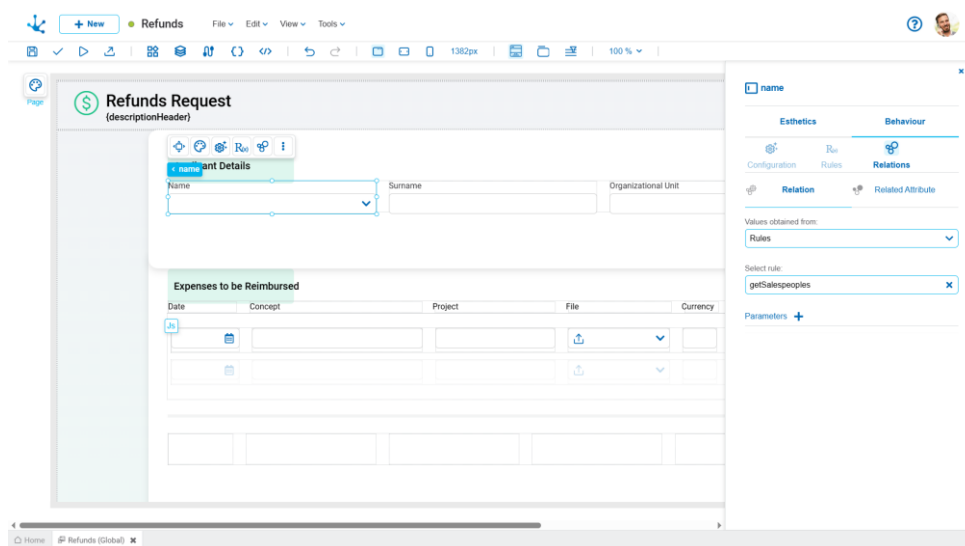 + New
Refunds
File
Edit
View
Tools
1382px
100 %
Page
Refunds Request
{descriptionHeader}
name
ant Details
Name
Surname
Organizational Unit
Expenses to be Reimbursed
Date
Concept
Project
File
Currency
Js
name
Esthetics
Behaviour
Configuration
Rules
Relations
Relation
Related Attribute
Values obtained from:
Rules
Select rule:
getSalespeoples
Parameters
Home
Refunds (Global)